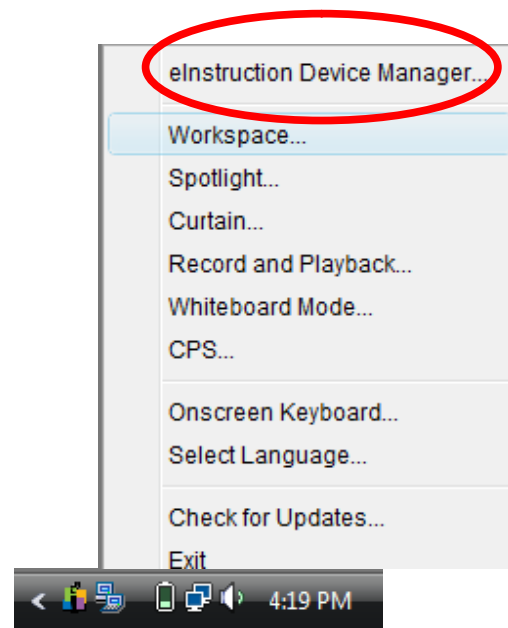 eInstruction Device Manager...
Workspace...
Spotlight...
Curtain...
Record and Playback...
Whiteboard Mode...
CPS...
Onscreen Keyboard...
Select Language...
Check for Updates...
Exit
4:19 PM